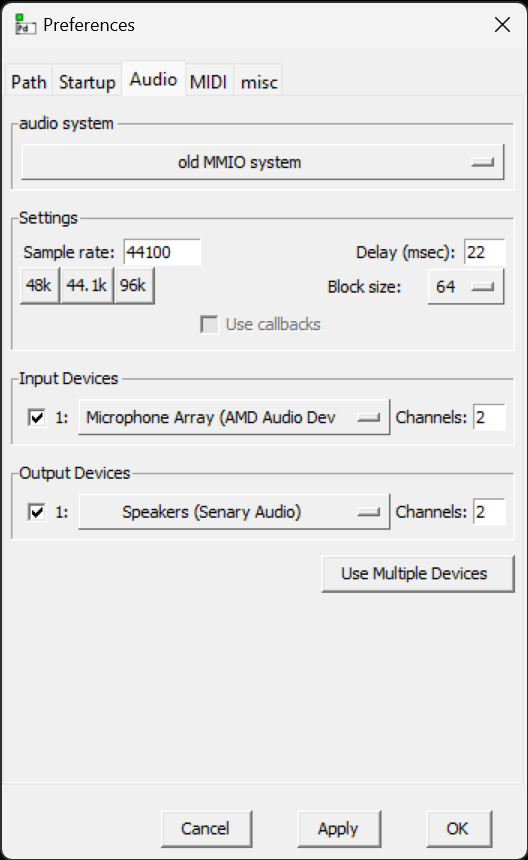 Pd Preferences
Path Startup Audio MIDI misc
audio system
old MMIO system
Settings
Sample rate: 44100 Delay (msec): 22
48k 44.1k 96k Block size: 64
Use callbacks
Input Devices
1: Microphone Array (AMD Audio Dev Channels: 2
Output Devices
1: Speakers (Senary Audio) Channels: 2
Use Multiple Devices
Cancel Apply OK